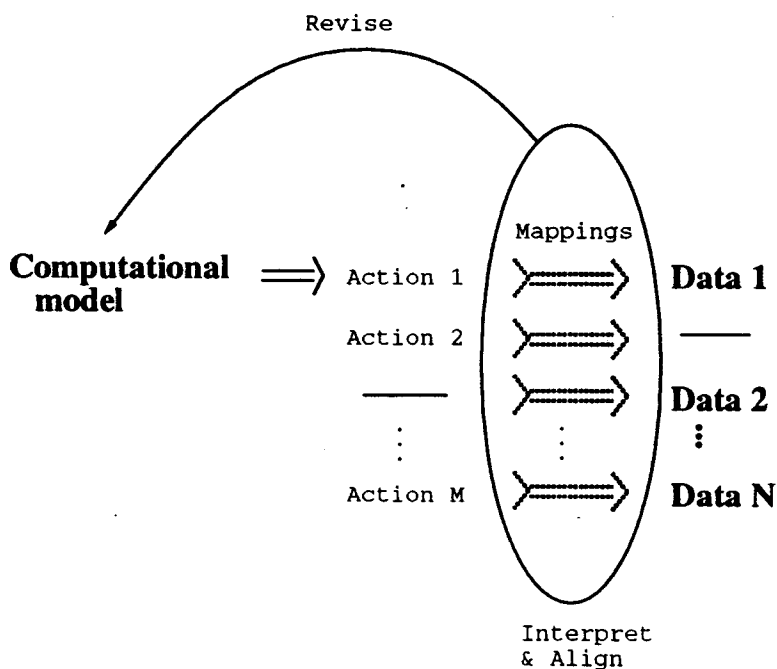 Revise
Mappings
Computational
model
Action 1
Data 1
Action 2
Data 2
Action M
Data N
Interpret
& Align